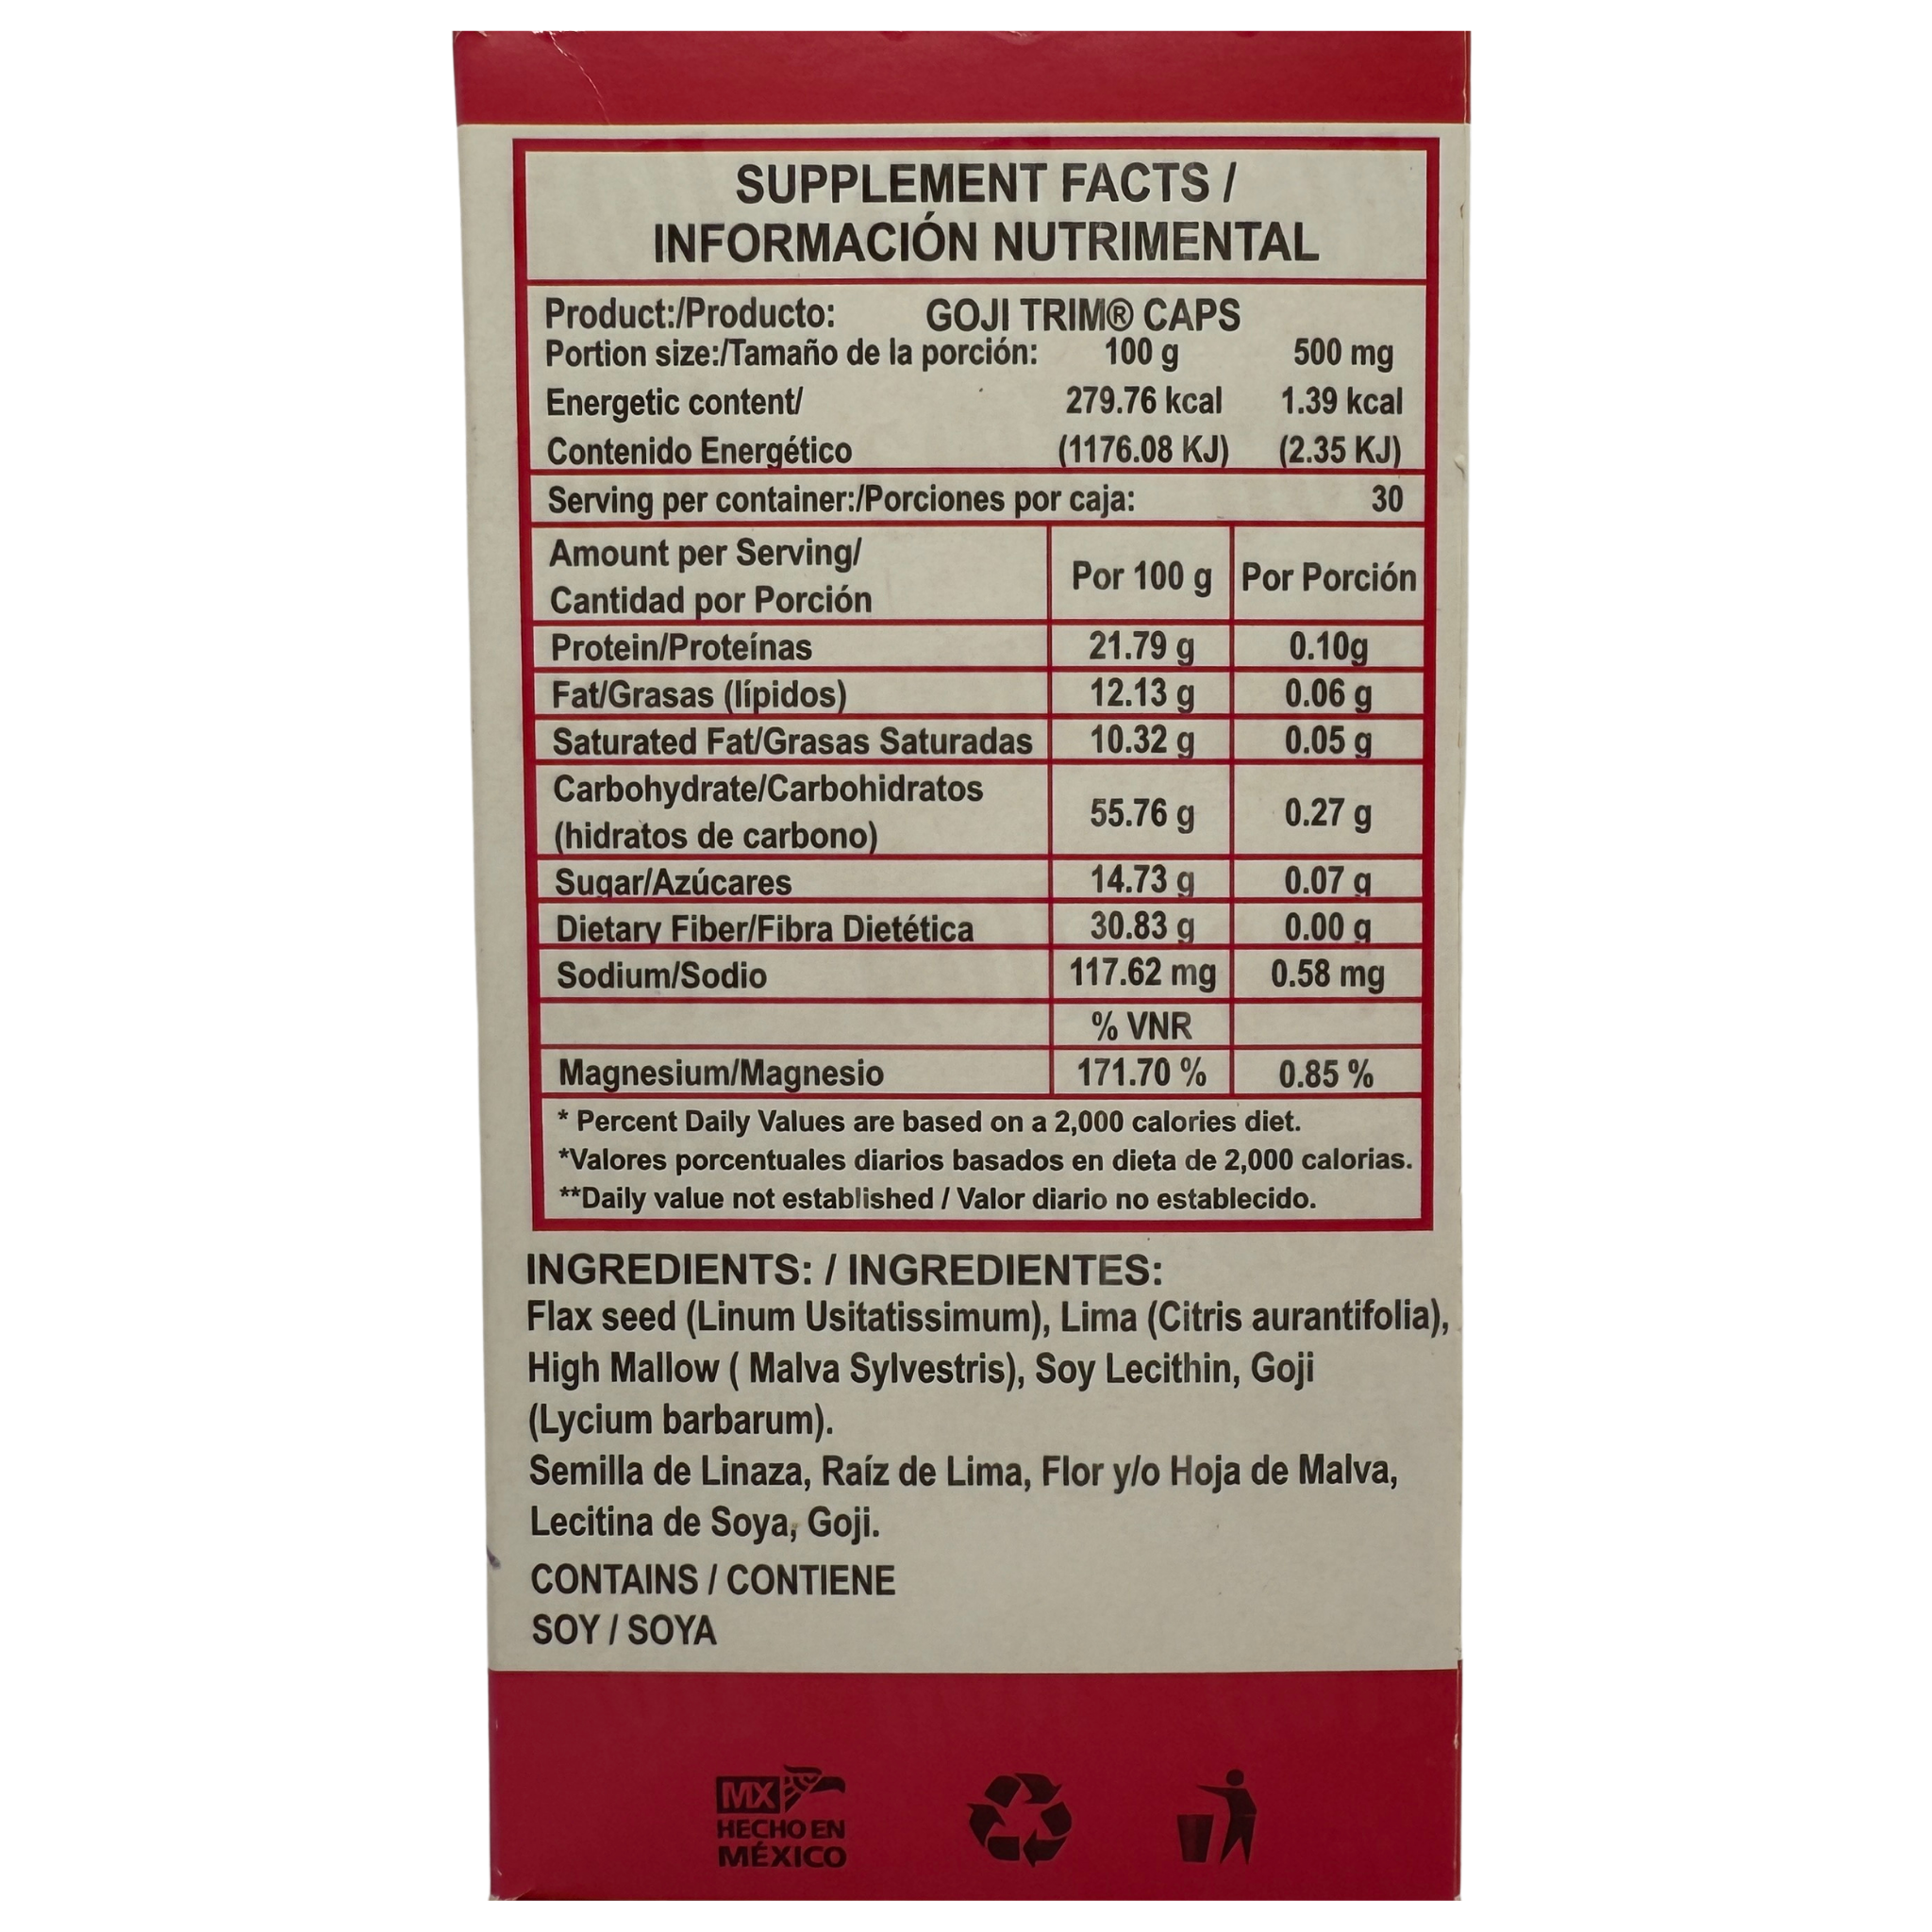 SUPPLEMENT FACTS /
INFORMACIÓN NUTRIMENTAL
Product:/Producto: GOJI TRIM® CAPS
Portion size:/Tamaño de la porción: 100 g 500 mg
Energetic content/ 279.76 kcal 1.39 kcal
Contenido Energético (1176.08 KJ) (2.35 KJ)
Serving per container:/Porciones por caja: 30
Amount per Serving/
Cantidad por Porción Por 100 g Por Porción
Protein/Proteínas 21.79 g 0.10g
Fat/Grasas (lípidos) 12.13 g 0.06 g
Saturated Fat/Grasas Saturadas 10.32 g 0.05 g
Carbohydrate/Carbohidratos
(hidratos de carbono) 55.76 g 0.27 g
Sugar/Azúcares 14.73 g 0.07 g
Dietary Fiber/Fibra Dietética 30.83 g 0.00 g
Sodium/Sodio 117.62 mg 0.58 mg
% VNR
Magnesium/Magnesio 171.70 % 0.85 %
* Percent Daily Values are based on a 2,000 calories diet.
*Valores porcentuales diarios basados en dieta de 2,000 calorias.
**Daily value not established / Valor diario no establecido.
INGREDIENTS: / INGREDIENTES:
Flax seed (Linum Usitatissimum), Lima (Citris aurantifolia),
High Mallow ( Malva Sylvestris), Soy Lecithin, Goji
(Lycium barbarum).
Semilla de Linaza, Raíz de Lima, Flor y/o Hoja de Malva,
Lecitina de Soya, Goji.
CONTAINS / CONTIENE
SOY / SOYA
MX
HECHO EN
MÉXICO